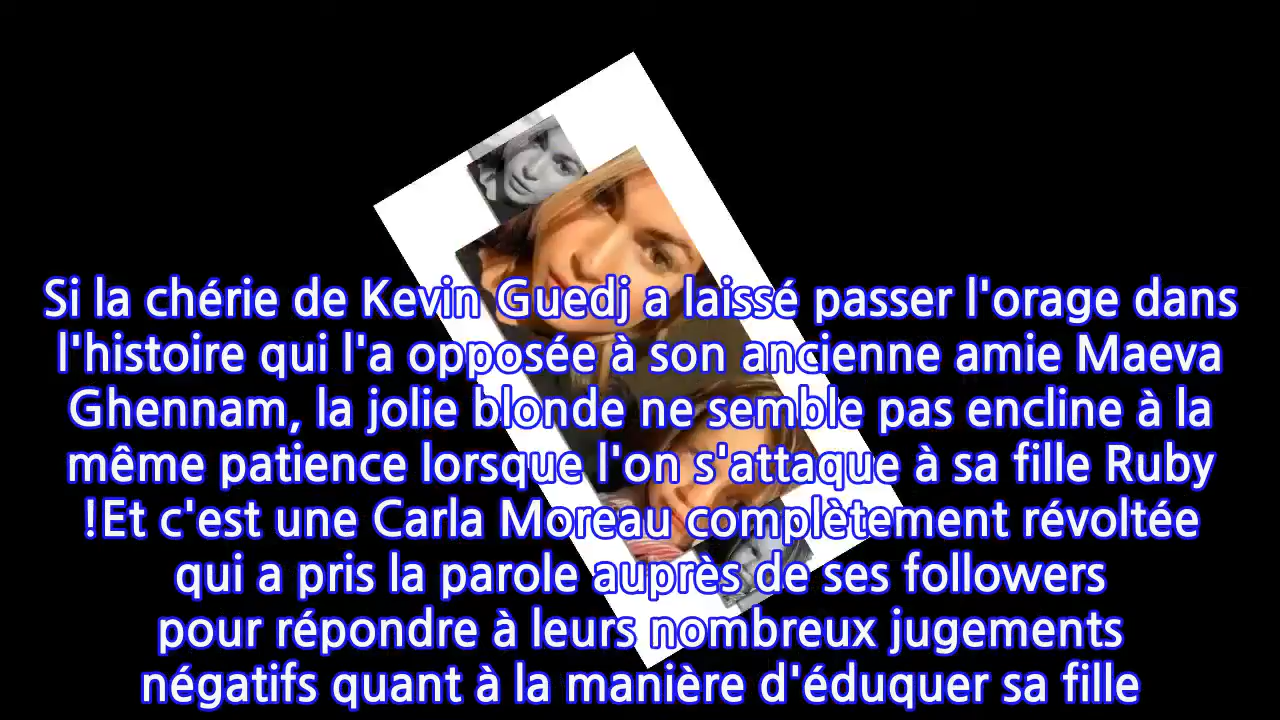 Si la chérie de Kevin Guedj a laissé passer l'orage dans
l'histoire qui l'a opposée à son ancienne amie Maeva
Ghennam, la jolie blonde ne semble pas encline à la
même patience lorsque l'on s'attaque à sa fille Ruby
!Et c'est une Carla Moreau complètement révoltée
qui a pris la parole auprès de ses followers
pour répondre à leurs nombreux jugements
négatifs quant à la manière d'éduquer sa fille